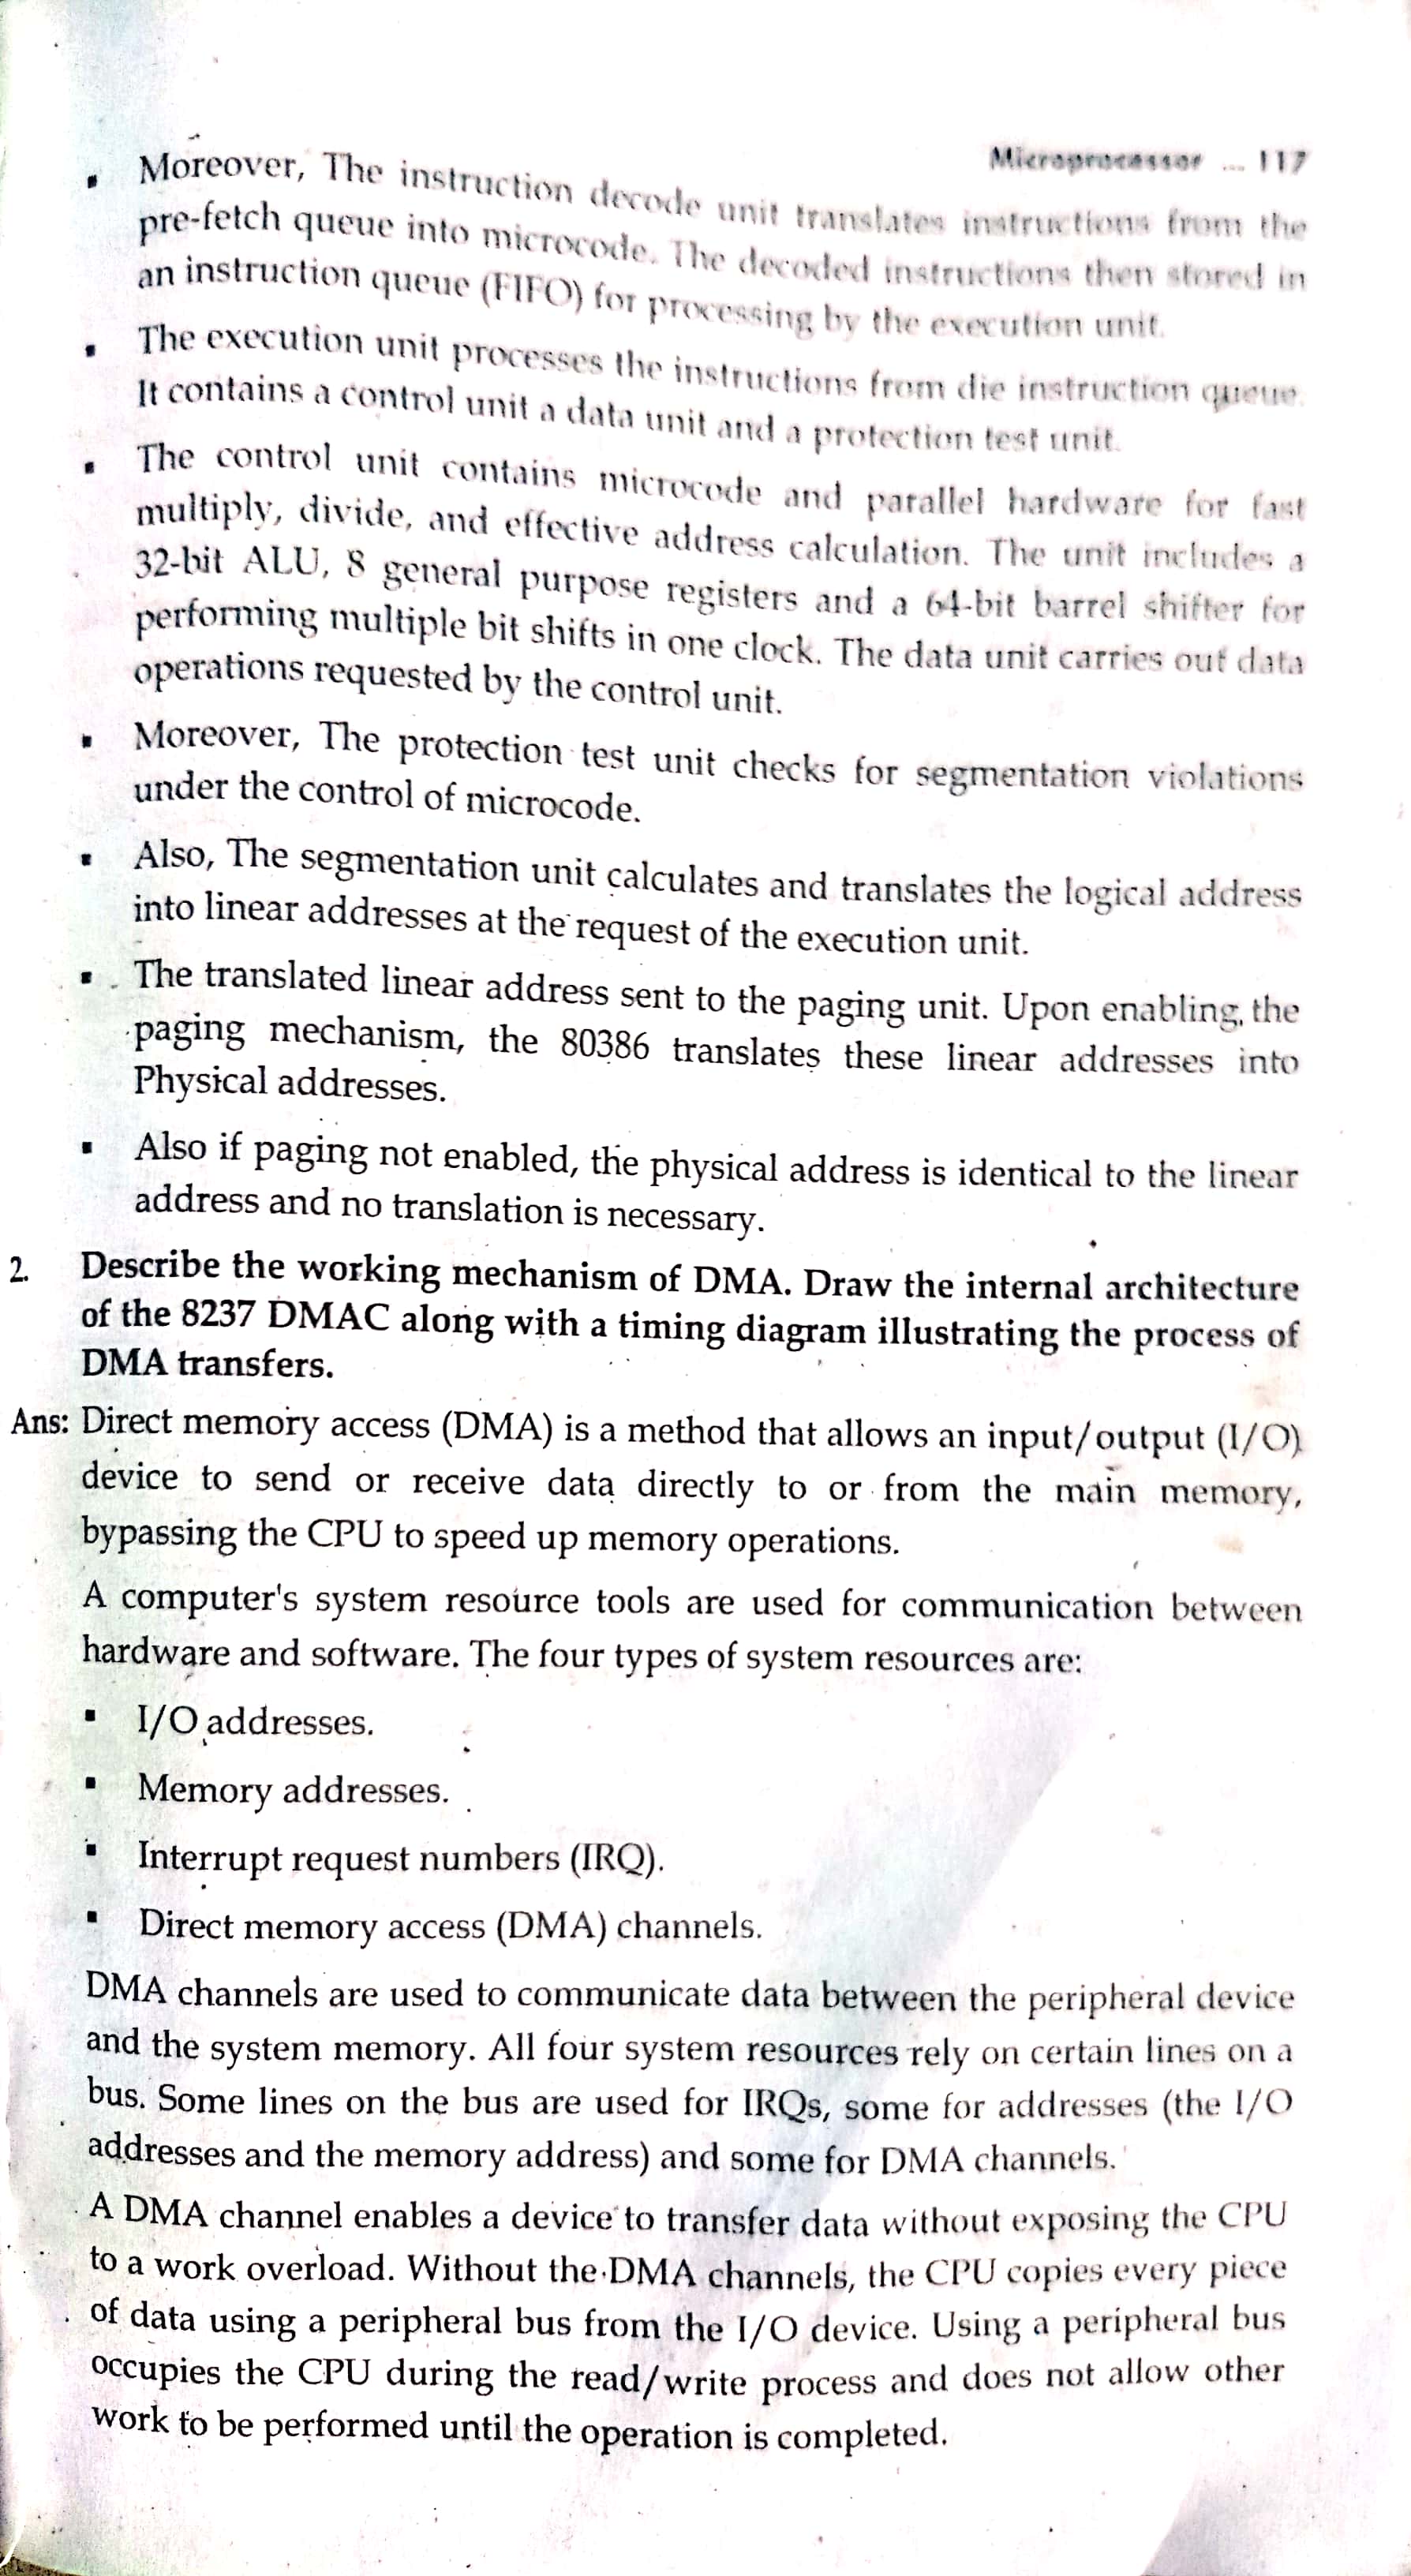 Microprocessor ... 117
▪ Moreover, The instruction decode unit translates instructions from the
pre-fetch queue into microcode. The decoded instructions then stored in
an instruction queue (FIFO) for processing by the execution unit.
▪ The execution unit processes the instructions from die instruction queue.
It contains a control unit a data unit and a protection test unit.
▪ The control unit contains microcode and parallel hardware for fast
multiply, divide, and effective address calculation. The unit includes a
32-bit ALU, 8 general purpose registers and a 64-bit barrel shifter for
performing multiple bit shifts in one clock. The data unit carries out data
operations requested by the control unit.
▪ Moreover, The protection test unit checks for segmentation violations
under the control of microcode.
▪ Also, The segmentation unit calculates and translates the logical address
into linear addresses at the request of the execution unit.
▪ The translated linear address sent to the paging unit. Upon enabling, the
paging mechanism, the 80386 translates these linear addresses into
Physical addresses.
▪ Also if paging not enabled, the physical address is identical to the linear
address and no translation is necessary.
2. Describe the working mechanism of DMA. Draw the internal architecture
of the 8237 DMAC along with a timing diagram illustrating the process of
DMA transfers.
Ans: Direct memory access (DMA) is a method that allows an input/output (I/O)
device to send or receive data directly to or from the main memory,
bypassing the CPU to speed up memory operations.
A computer's system resource tools are used for communication between
hardware and software. The four types of system resources are:
▪ I/O addresses.
▪ Memory addresses.
▪ Interrupt request numbers (IRQ).
▪ Direct memory access (DMA) channels.
DMA channels are used to communicate data between the peripheral device
and the system memory. All four system resources rely on certain lines on a
bus. Some lines on the bus are used for IRQs, some for addresses (the I/O
addresses and the memory address) and some for DMA channels.
A DMA channel enables a device to transfer data without exposing the CPU
to a work overload. Without the DMA channels, the CPU copies every piece
of data using a peripheral bus from the I/O device. Using a peripheral bus
occupies the CPU during the read/write process and does not allow other
work to be performed until the operation is completed.